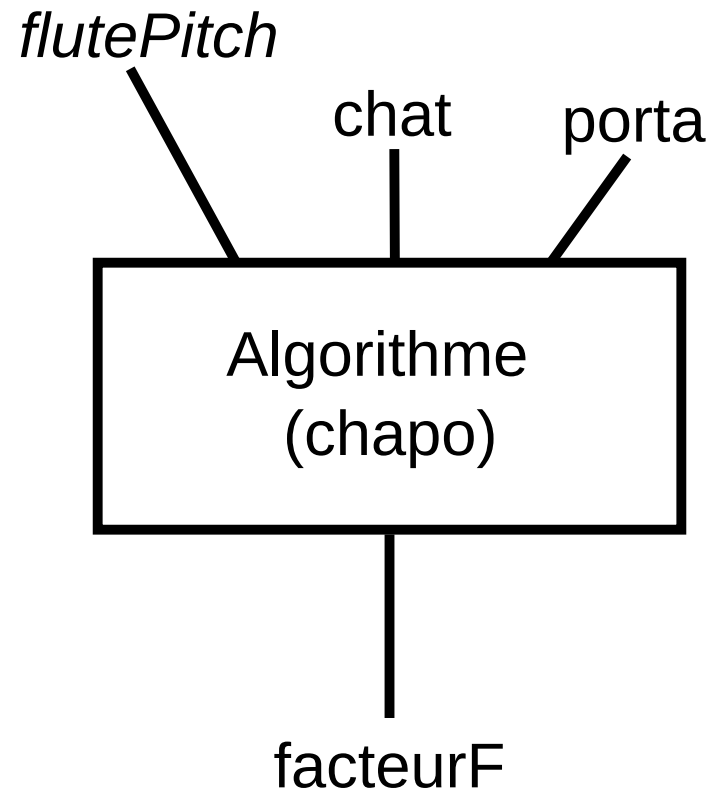 flutePitch
chat
porta
Algorithme
(chapo)
facteurF